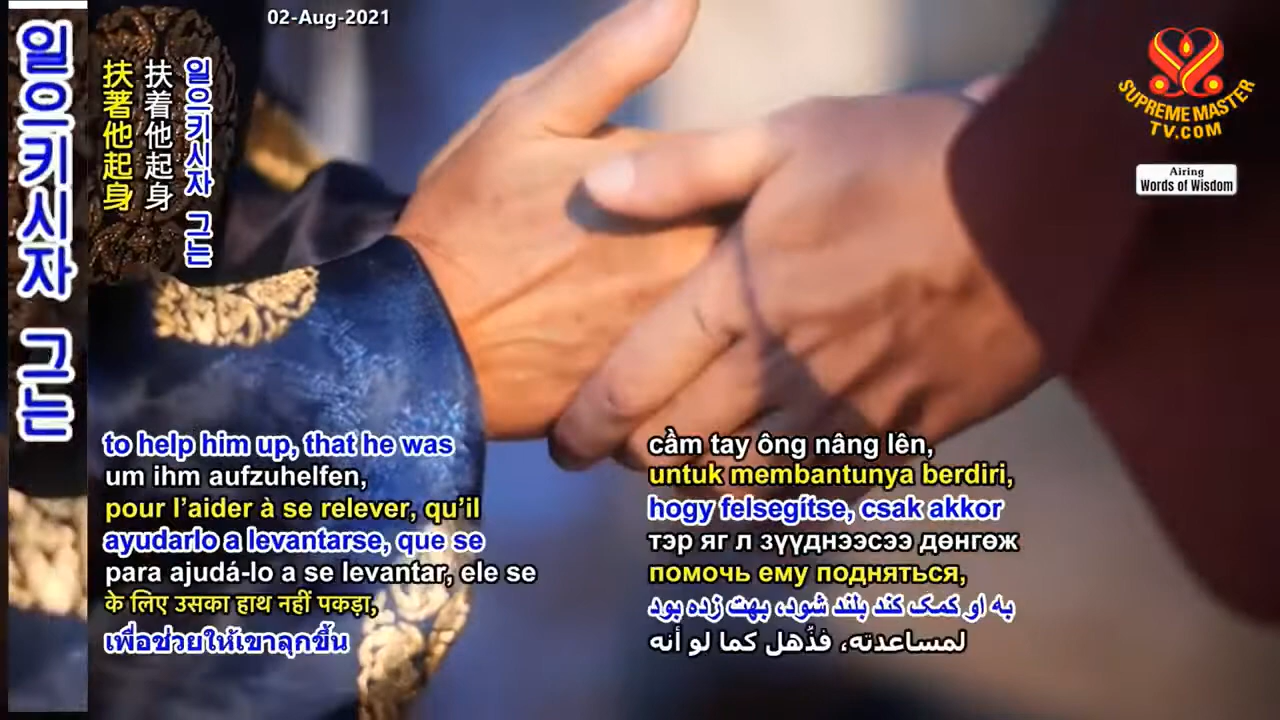 02-Aug-2021
SUPREME MASTER
TV.COM
Airing
Words of Wisdom
일으키시자 그는
扶著他起身
扶着他起身
일으키시자 그는
to help him up, that he was
um ihm aufzuhelfen,
pour l’aider à se relever, qu’il
ayudarlo a levantarse, que se
para ajudá-lo a se levantar, ele se
के लिए उसका हाथ नहीं पकड़ा,
เพื่อช่วยให้เขาลุกขึ้น
cầm tay ông nâng lên,
untuk membantunya berdiri,
hogy felsegítse, csak akkor
тэр яг л зүүднээсээ дөнгөж
помочь ему подняться,
به او کمک کند بلند شود، بهت زده بود
لمساعدته، فذُهل كما لو أنه